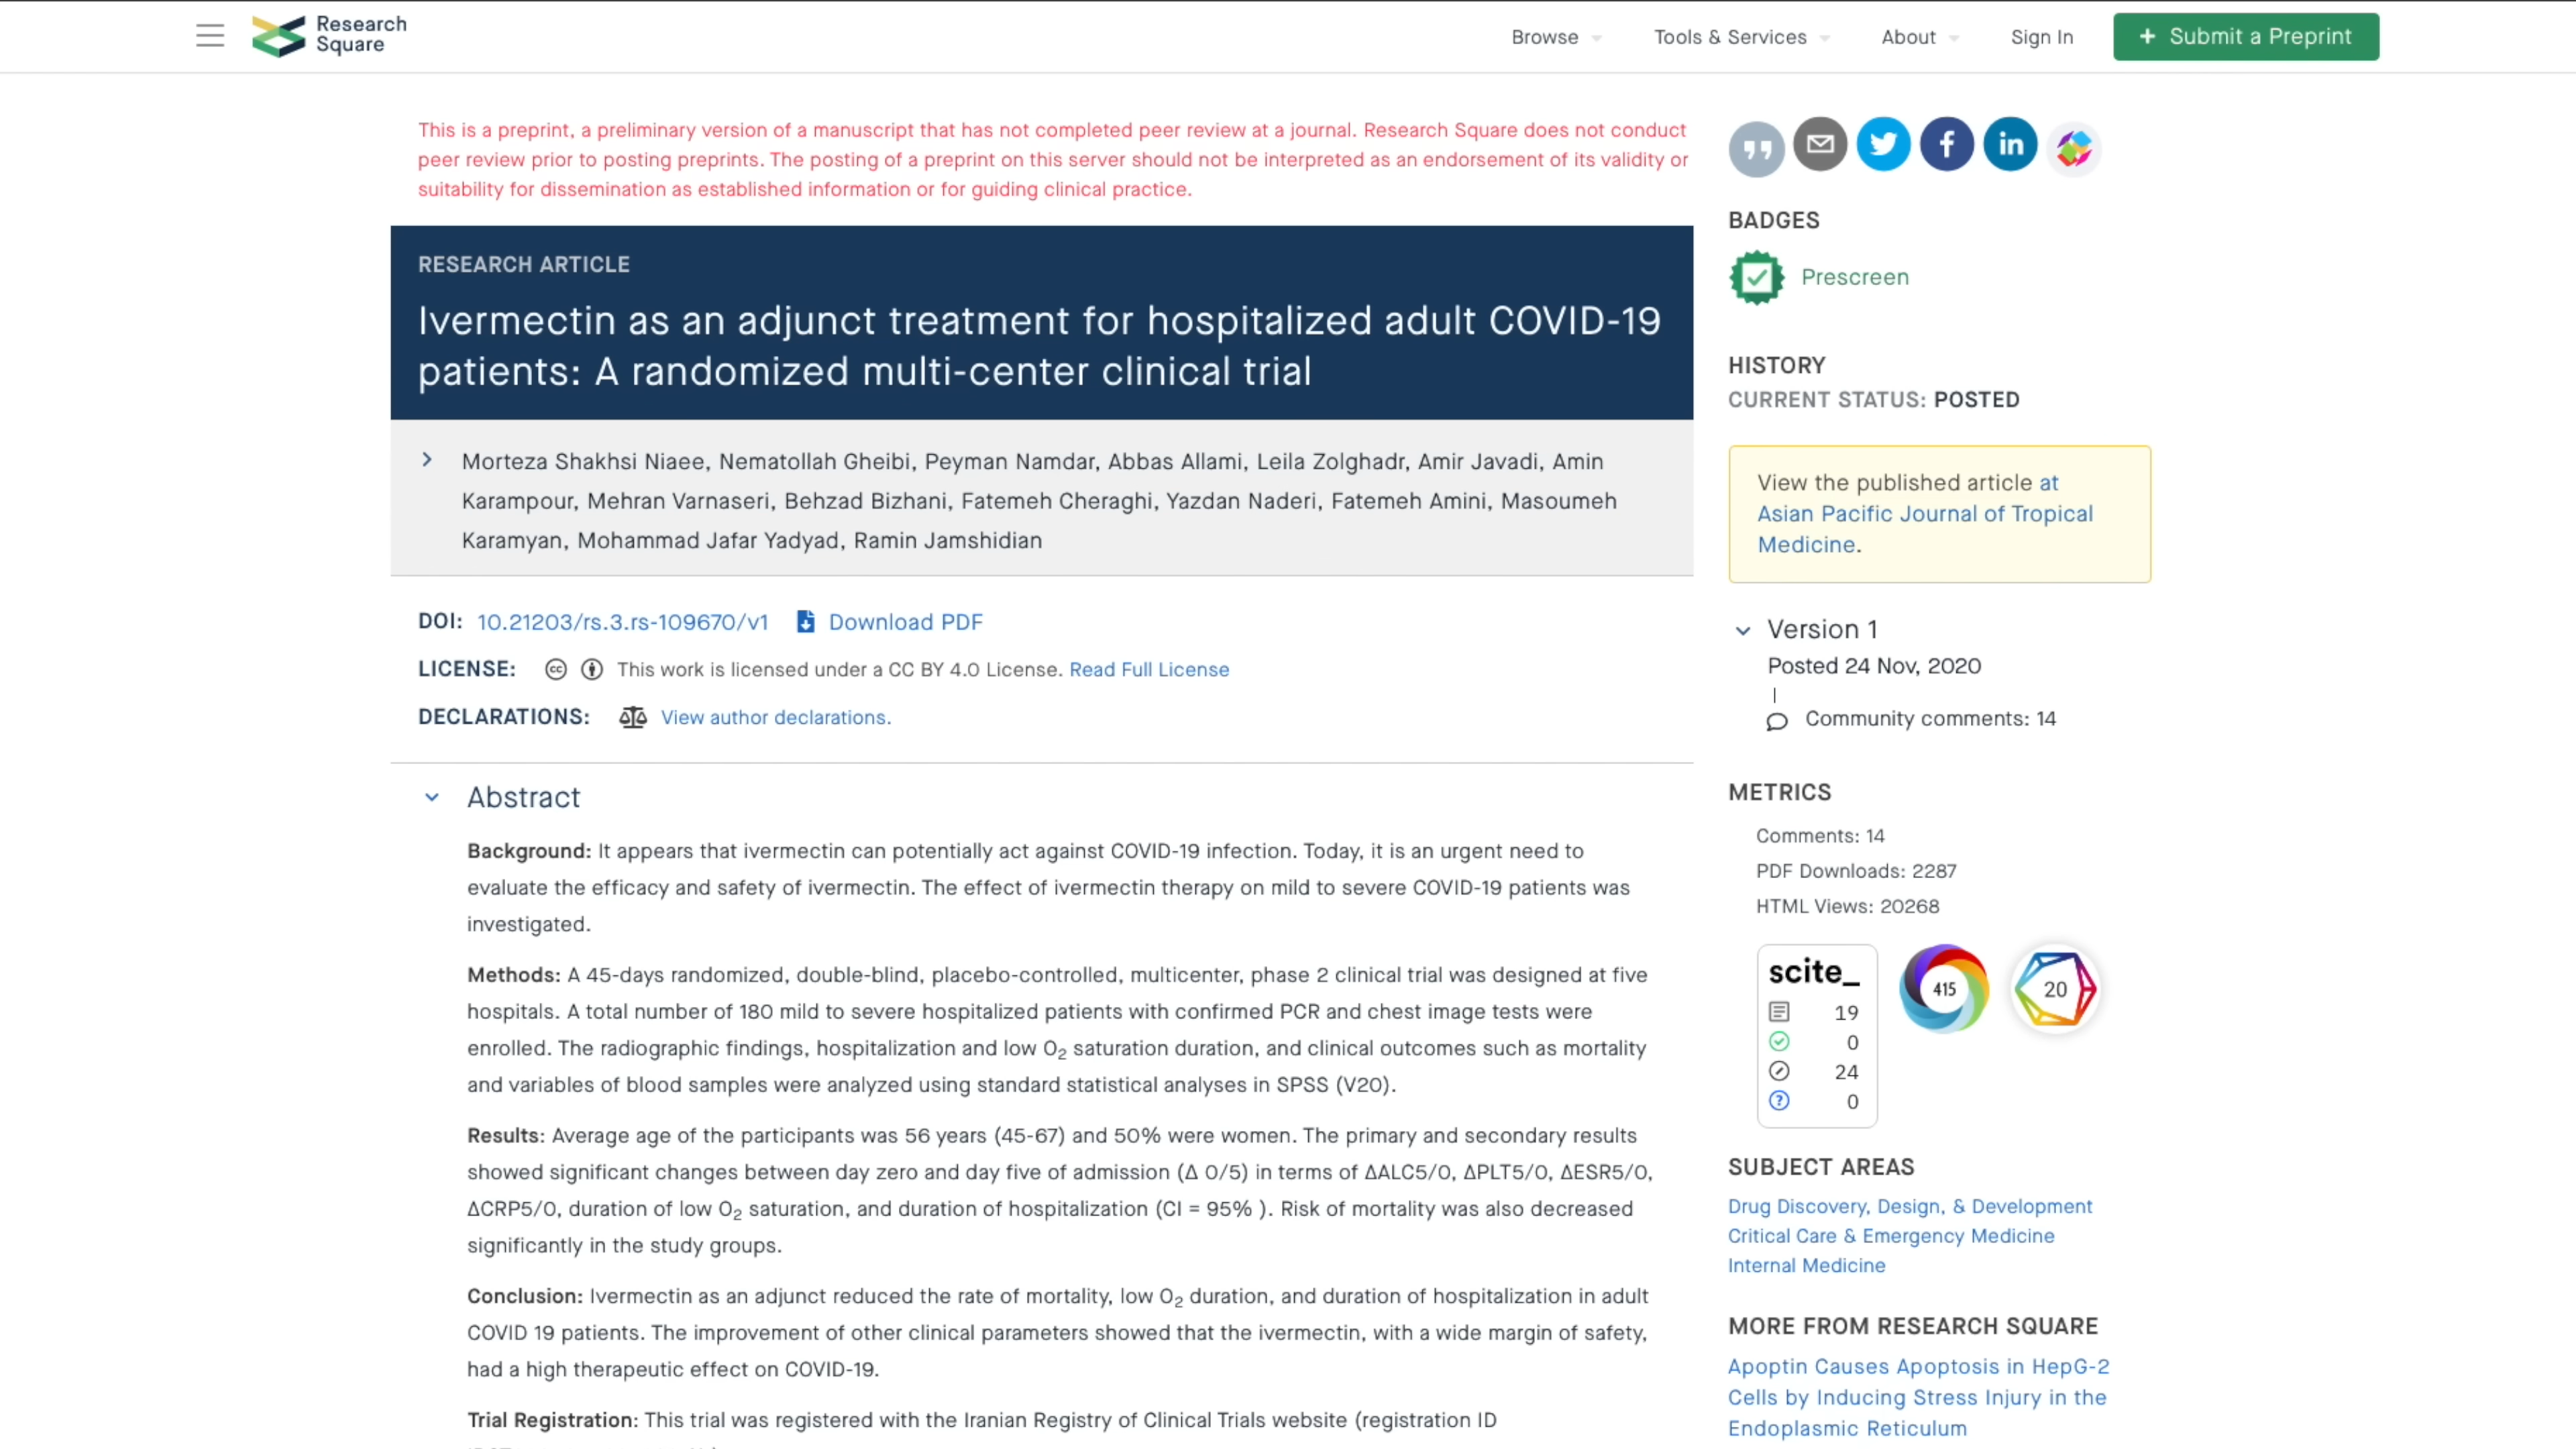 Research
Square
Browse
Tools & Services
About
Sign In
+ Submit a Preprint
This is a preprint, a preliminary version of a manuscript that has not completed peer review at a journal. Research Square does not conduct
peer review prior to posting preprints. The posting of a preprint on this server should not be interpreted as an endorsement of its validity or
suitability for dissemination as established information or for guiding clinical practice.
RESEARCH ARTICLE
Ivermectin as an adjunct treatment for hospitalized adult COVID-19
patients: A randomized multi-center clinical trial
Morteza Shakhsi Niaee, Nematollah Gheibi, Peyman Namdar, Abbas Allami, Leila Zolghadr, Amir Javadi, Amin
Karampour, Mehran Varnaseri, Behzad Bizhani, Fatemeh Cheraghi, Yazdan Naderi, Fatemeh Amini, Masoumeh
Karamyan, Mohammad Jafar Yadyad, Ramin Jamshidian
DOI: 10.21203/rs.3.rs-109670/v1 Download PDF
LICENSE: This work is licensed under a CC BY 4.0 License. Read Full License
DECLARATIONS: View author declarations.
Abstract
Background: It appears that ivermectin can potentially act against COVID-19 infection. Today, it is an urgent need to
evaluate the efficacy and safety of ivermectin. The effect of ivermectin therapy on mild to severe COVID-19 patients was
investigated.
Methods: A 45-days randomized, double-blind, placebo-controlled, multicenter, phase 2 clinical trial was designed at five
hospitals. A total number of 180 mild to severe hospitalized patients with confirmed PCR and chest image tests were
enrolled. The radiographic findings, hospitalization and low O₂ saturation duration, and clinical outcomes such as mortality
and variables of blood samples were analyzed using standard statistical analyses in SPSS (V20).
Results: Average age of the participants was 56 years (45-67) and 50% were women. The primary and secondary results
showed significant changes between day zero and day five of admission (Δ 0/5) in terms of ΔALC5/0, ΔPLT5/0, ΔESR5/0,
ΔCRP5/0, duration of low O₂ saturation, and duration of hospitalization (CI = 95% ). Risk of mortality was also decreased
significantly in the study groups.
Conclusion: Ivermectin as an adjunct reduced the rate of mortality, low O₂ duration, and duration of hospitalization in adult
COVID 19 patients. The improvement of other clinical parameters showed that the ivermectin, with a wide margin of safety,
had a high therapeutic effect on COVID-19.
Trial Registration: This trial was registered with the Iranian Registry of Clinical Trials website (registration ID
BADGES
Prescreen
HISTORY
CURRENT STATUS: POSTED
View the published article at
Asian Pacific Journal of Tropical
Medicine.
Version 1
Posted 24 Nov, 2020
Community comments: 14
METRICS
Comments: 14
PDF Downloads: 2287
HTML Views: 20268
scite_
19
0
24
0
415
20
SUBJECT AREAS
Drug Discovery, Design, & Development
Critical Care & Emergency Medicine
Internal Medicine
MORE FROM RESEARCH SQUARE
Apoptin Causes Apoptosis in HepG-2
Cells by Inducing Stress Injury in the
Endoplasmic Reticulum